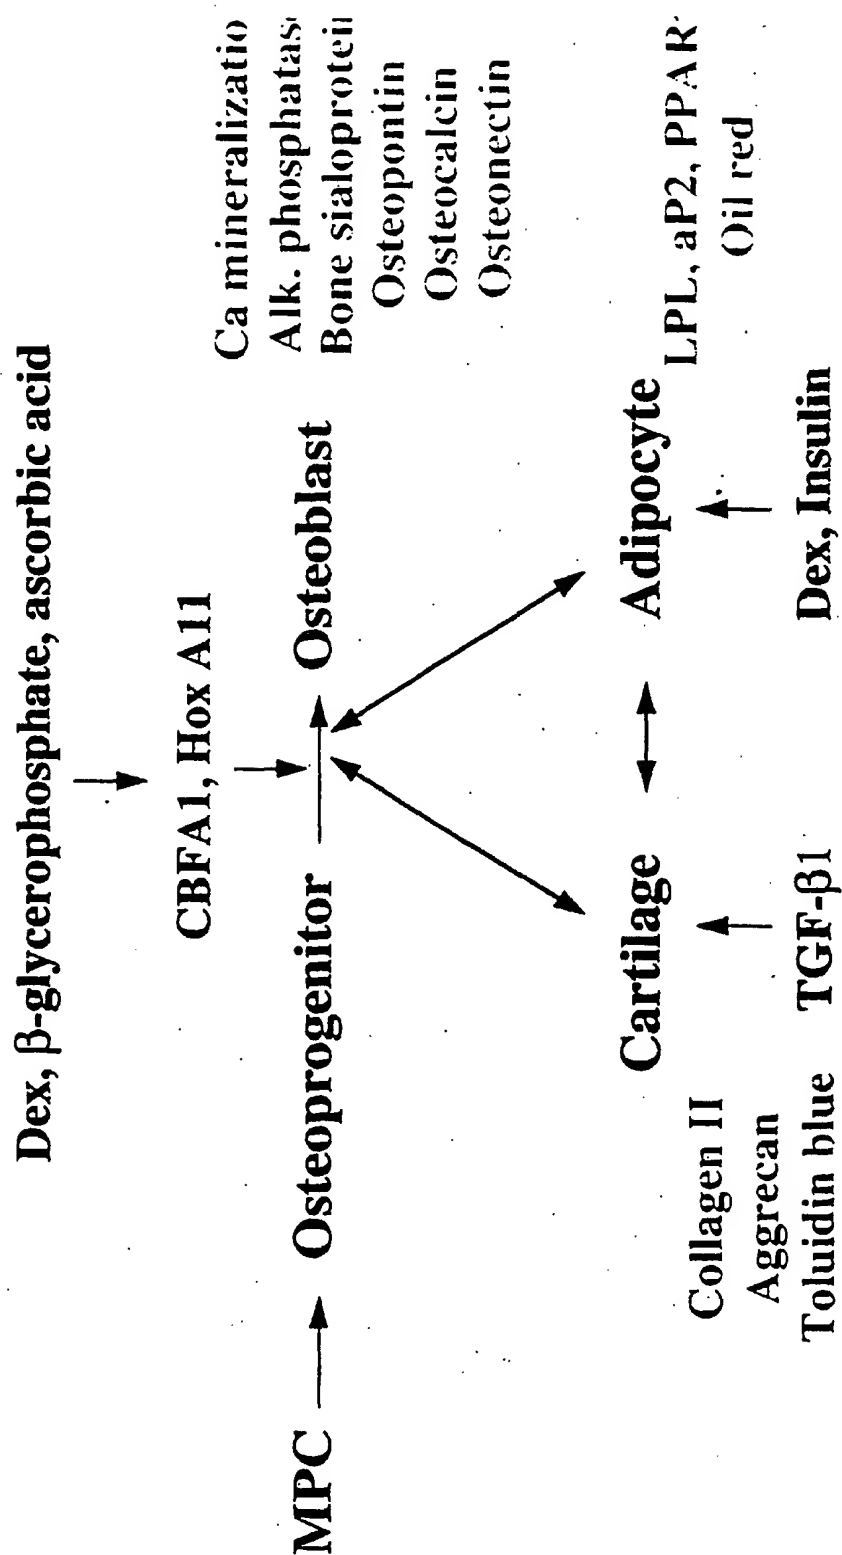 Dex, β-glycerophosphate, ascorbic acid
CBFA1, Hox A11
MPC
Osteoprogenitor
Osteoblast
Ca mineralizatio
Alk. phosphatas
Bone sialoprotei
Osteopontin
Osteocalcin
Osteonectin
Cartilage
Adipocyte
Collagen II
Aggrecan
Toluidin blue
TGF-β1
LPL, aP2, PPAR
Oil red
Dex, Insulin